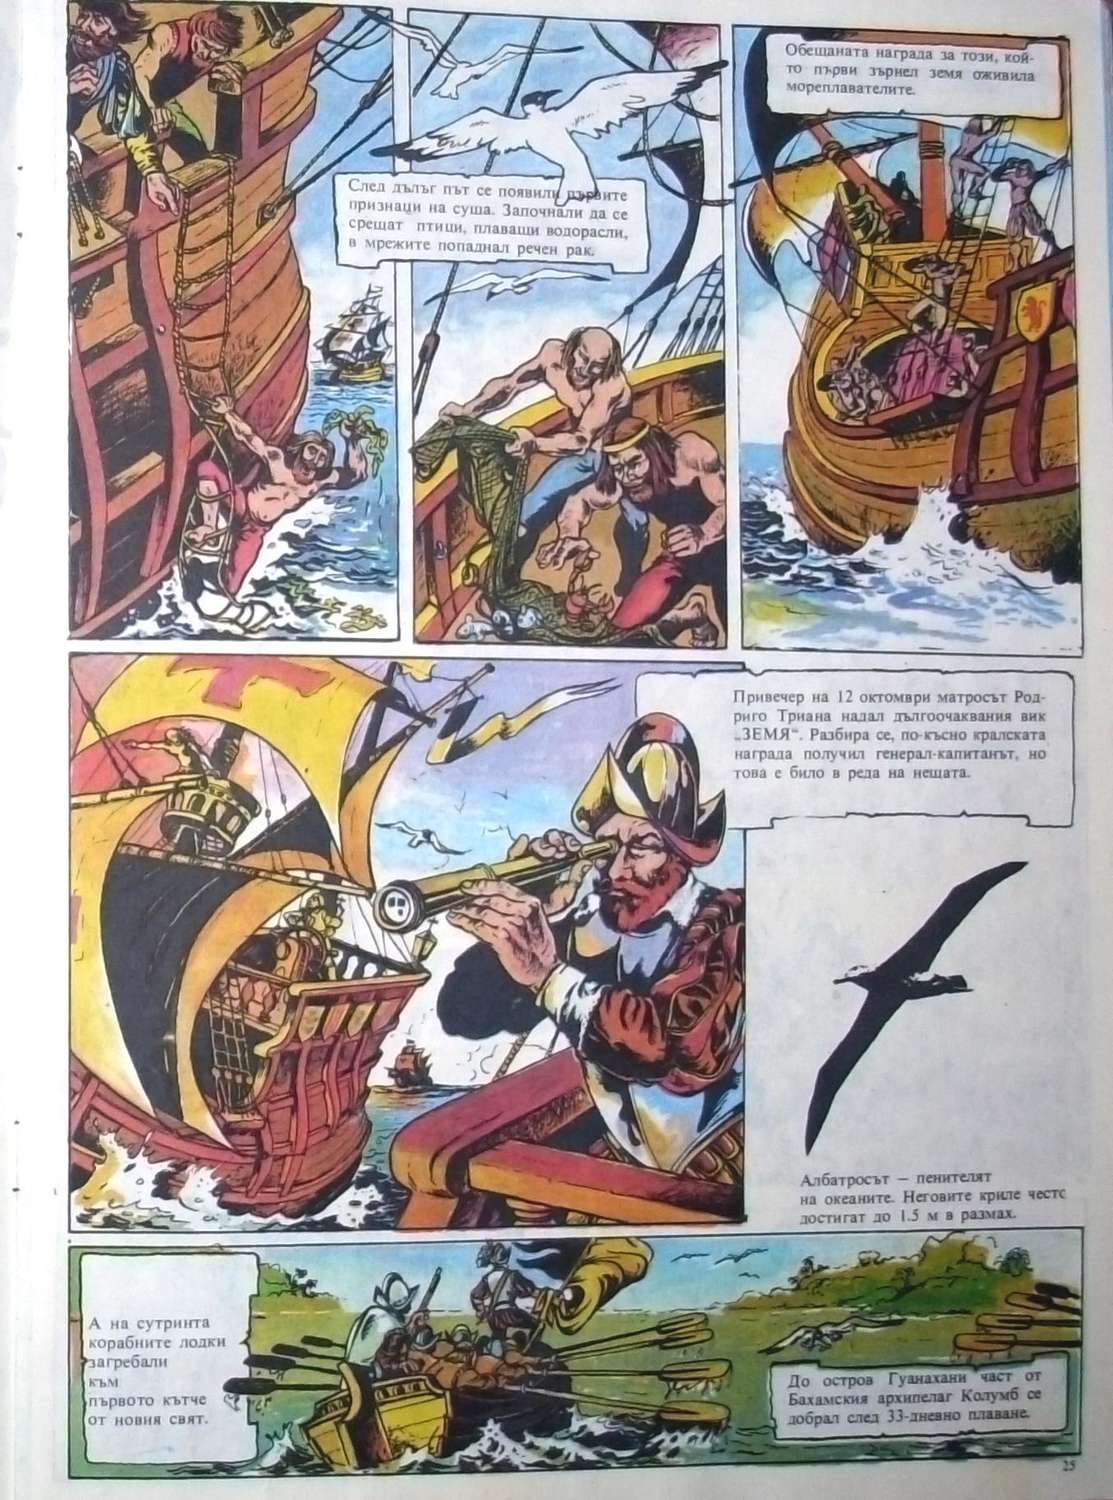 След дълъг път се появили първите
признаци на суша. Започнали да се
срещат птици, плаващи водорасли,
в мрежите попаднал речен рак.
Обещаната награда за този, кой-
то първи зърнел земя оживила
мореплавателите.
Привечер на 12 октомври матросът Род-
риго Триана надал дългоочаквания вик
„ЗЕМЯ“. Разбира се, по-късно кралската
награда получил генерал-капитанът, но
това е било в реда на нещата.
Албатросът — пенителят
на океаните. Неговите криле често
достигат до 1.5 м в размах.
А на сутринта
корабните лодки
загребали
към
първото кътче
от новия свят.
До остров Гуанахани част от
Бахамския архипелаг Колумб се
добрал след 33-дневно плаване.
25